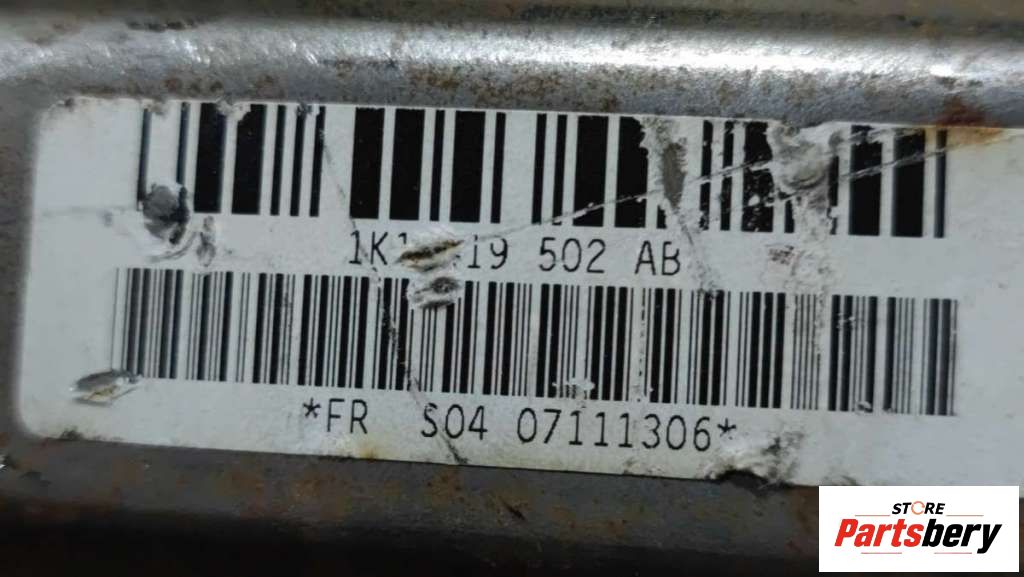 502 AB
*FR S04 07111306*
STORE
Partsbery